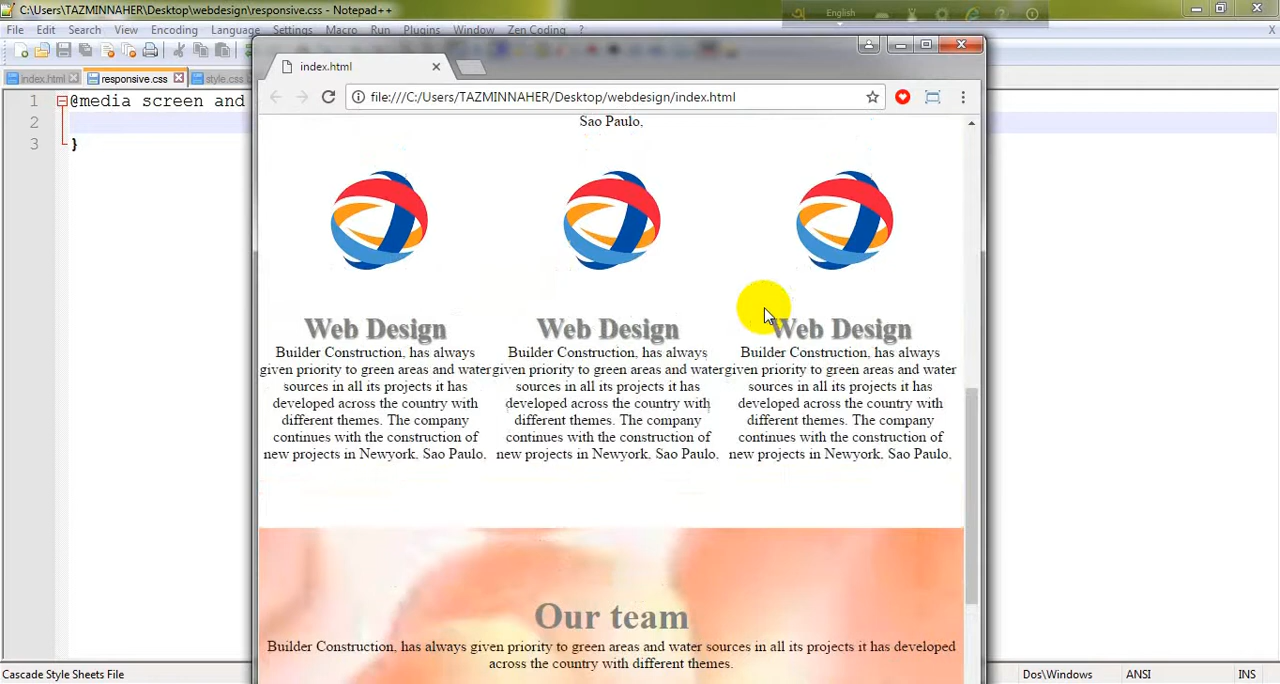 C:\Users\TAZMINNAHER\Desktop\webdesign\responsive.css - Notepad++
English
File Edit Search View Encoding Language Settings Macro Run Plugins Window Zen Coding ? X
index.html responsive.css style.css
index.html
file:///C:/Users/TAZMINNAHER/Desktop/webdesign/index.html
1 @media screen and
2
3 }
Sao Paulo,
Web Design Web Design Web Design
Builder Construction, has always Builder Construction, has always Builder Construction, has always
given priority to green areas and water given priority to green areas and water given priority to green areas and water
sources in all its projects it has sources in all its projects it has sources in all its projects it has
developed across the country with developed across the country with developed across the country with
different themes. The company different themes. The company different themes. The company
continues with the construction of continues with the construction of continues with the construction of
new projects in Newyork, Sao Paulo, new projects in Newyork, Sao Paulo, new projects in Newyork, Sao Paulo,
Our team
Builder Construction, has always given priority to green areas and water sources in all its projects it has developed
across the country with different themes.
Cascade Style Sheets File Dos\Windows ANSI INS